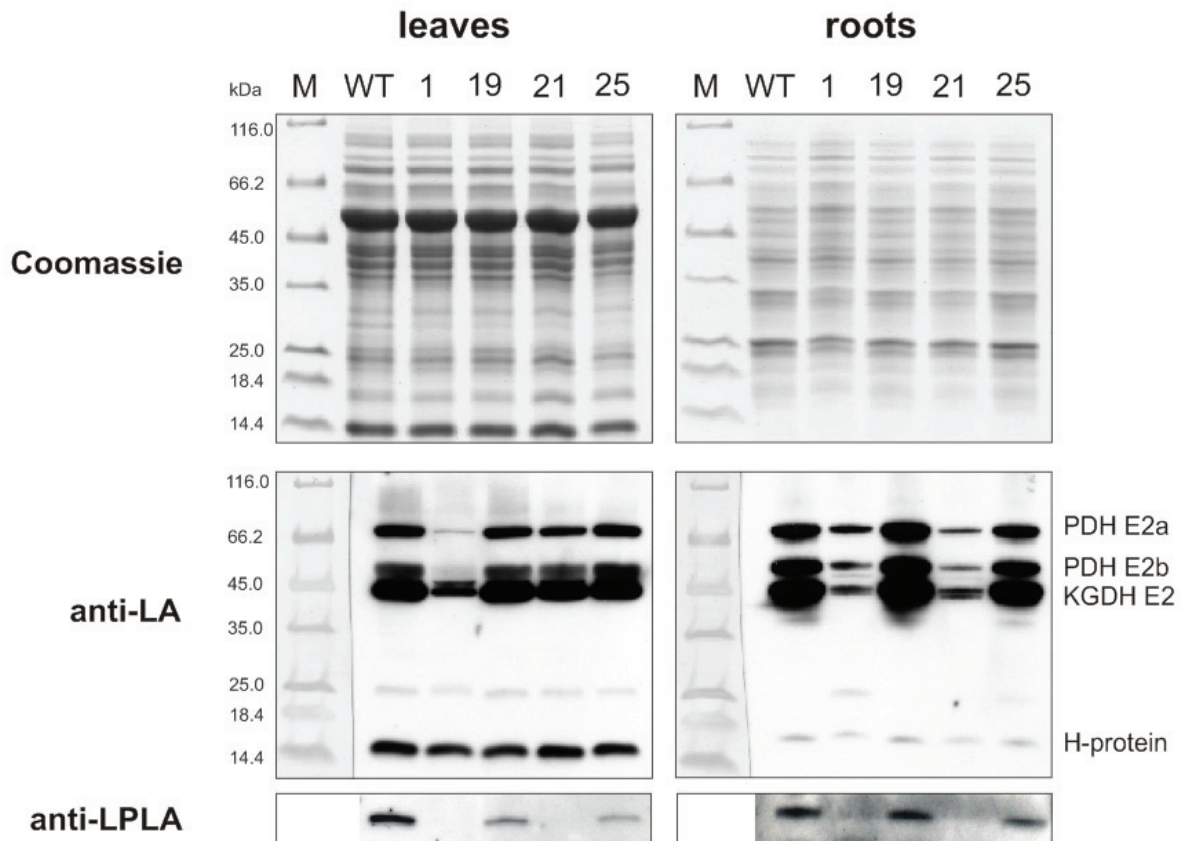 leaves
roots
kDa M WT 1 19 21 25
M WT 1 19 21 25
116.0
66.2
45.0
35.0
25.0
18.4
14.4
Coomassie
116.0
66.2
45.0
35.0
25.0
18.4
14.4
anti-LA
PDH E2a
PDH E2b
KGDH E2
H-protein
anti-LPLA